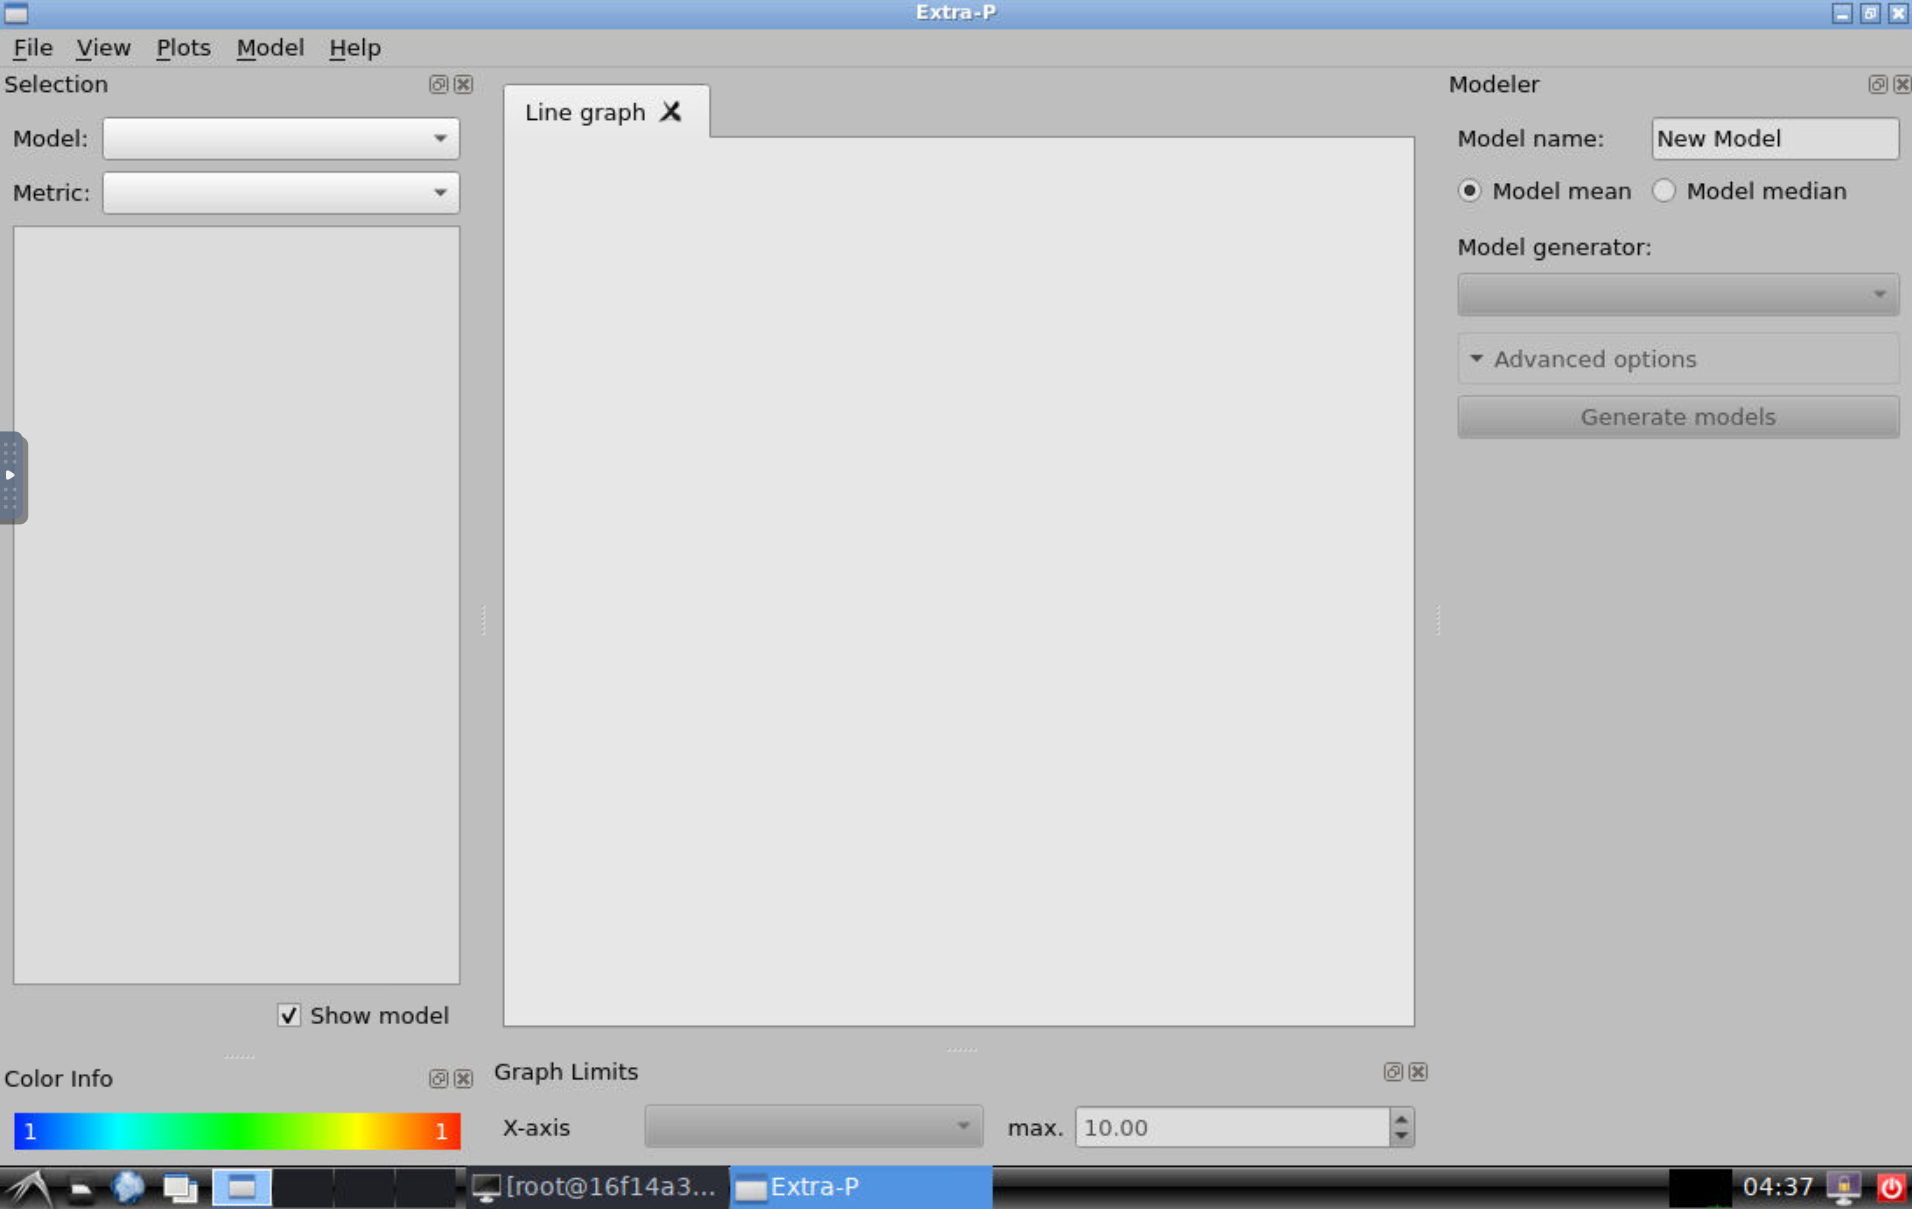 Extra-P
File View Plots Model Help
Selection
Model:
Metric:
Show model
Color Info
1 1
Line graph
Graph Limits
X-axis max. 10.00
Modeler
Model name: New Model
Model mean Model median
Model generator:
Advanced options
Generate models
[root@16f14a3... Extra-P 04:37